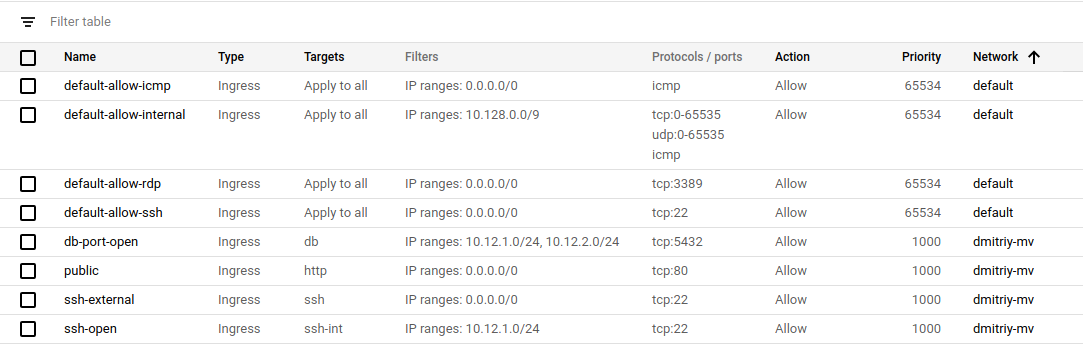 Filter table
Name Type Targets Filters Protocols / ports Action Priority Network
default-allow-icmp Ingress Apply to all IP ranges: 0.0.0.0/0 icmp Allow 65534 default
default-allow-internal Ingress Apply to all IP ranges: 10.128.0.0/9 tcp:0-65535 Allow 65534 default
udp:0-65535
icmp
default-allow-rdp Ingress Apply to all IP ranges: 0.0.0.0/0 tcp:3389 Allow 65534 default
default-allow-ssh Ingress Apply to all IP ranges: 0.0.0.0/0 tcp:22 Allow 65534 default
db-port-open Ingress db IP ranges: 10.12.1.0/24, 10.12.2.0/24 tcp:5432 Allow 1000 dmitriy-mv
public Ingress http IP ranges: 0.0.0.0/0 tcp:80 Allow 1000 dmitriy-mv
ssh-external Ingress ssh IP ranges: 0.0.0.0/0 tcp:22 Allow 1000 dmitriy-mv
ssh-open Ingress ssh-int IP ranges: 10.12.1.0/24 tcp:22 Allow 1000 dmitriy-mv